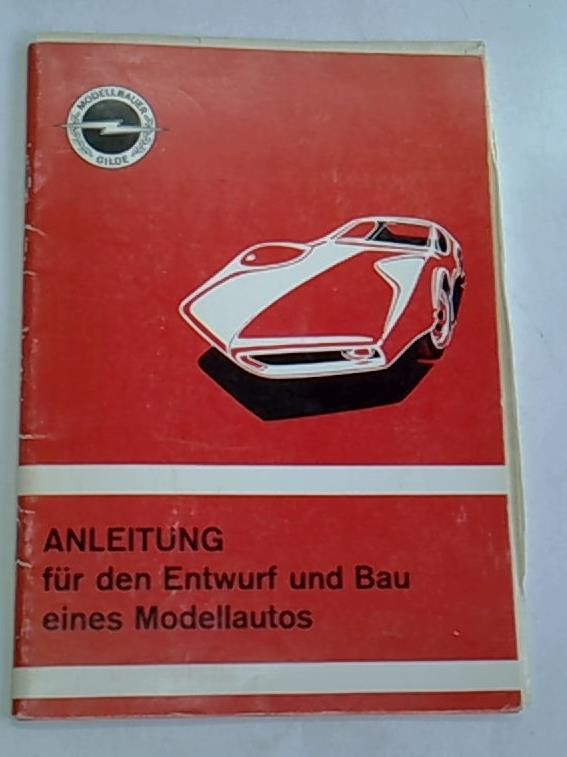 MODELLBAUER
GILDE
ANLEITUNG
für den Entwurf und Bau
eines Modellautos